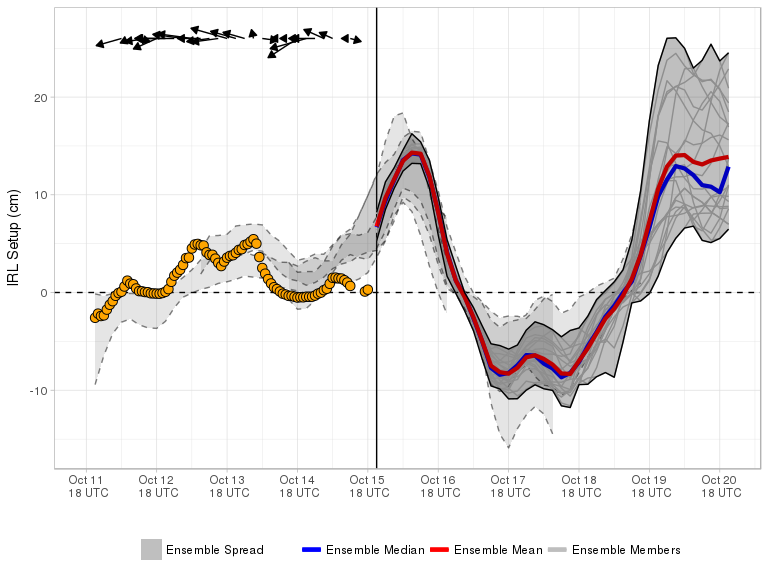 IRL Setup (cm)
20
10
0
-10
Oct 11 Oct 12 Oct 13 Oct 14 Oct 15 Oct 16 Oct 17 Oct 18 Oct 19 Oct 20
18 UTC 18 UTC 18 UTC 18 UTC 18 UTC 18 UTC 18 UTC 18 UTC 18 UTC 18 UTC
Ensemble Spread Ensemble Median Ensemble Mean Ensemble Members